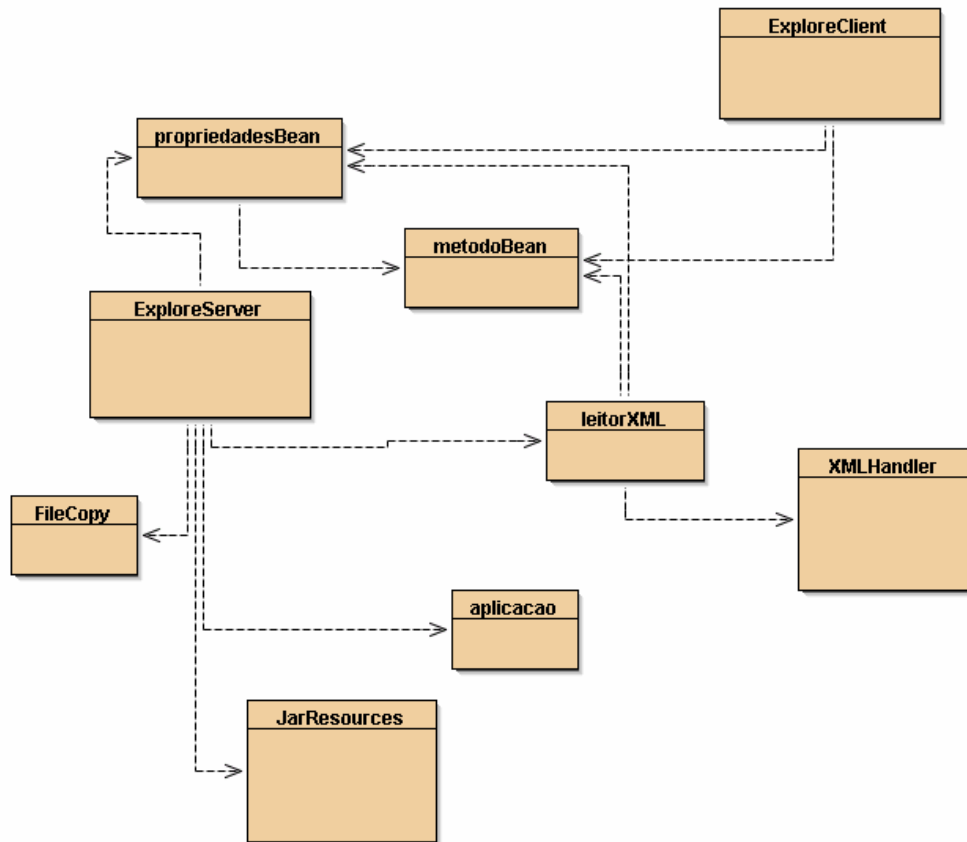 ExploreClient
propriedadesBean
metodoBean
ExploreServer
leitorXML
XMLHandler
FileCopy
aplicacao
JarResources